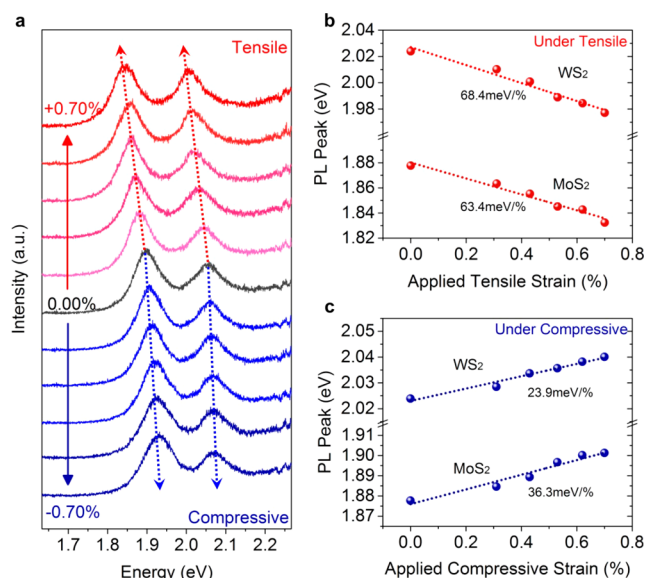 a
Tensile
+0.70%
0.00%
-0.70%
Compressive
Intensity (a.u.)
1.7 1.8 1.9 2.0 2.1 2.2
Energy (eV)
b
Under Tensile
2.04
2.02
2.00
1.98
1.88
1.86
1.84
1.82
PL Peak (eV)
WS2
68.4meV/%
MoS2
63.4meV/%
0.0 0.2 0.4 0.6 0.8
Applied Tensile Strain (%)
c
Under Compressive
2.05
2.04
2.03
2.02
1.91
1.90
1.89
1.88
1.87
PL Peak (eV)
WS2
23.9meV/%
MoS2
36.3meV/%
0.0 0.2 0.4 0.6 0.8
Applied Compressive Strain (%)